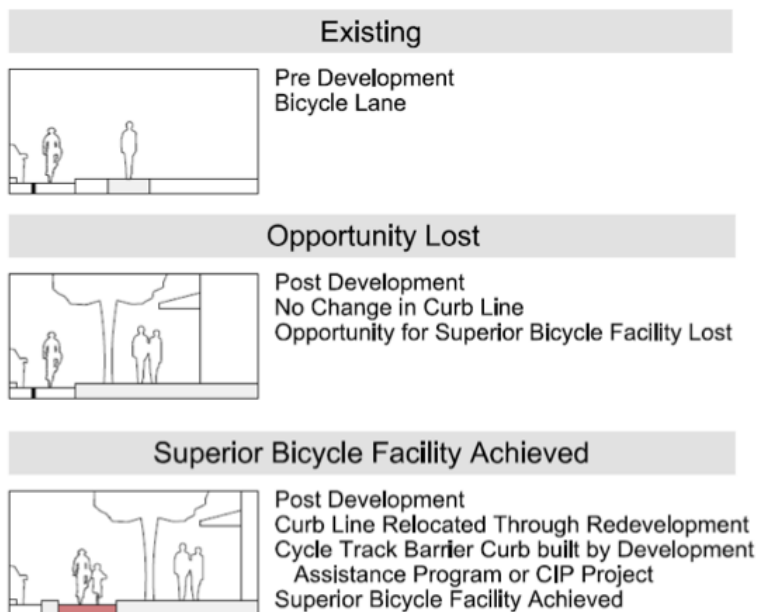 Existing
Pre Development
Bicycle Lane
Opportunity Lost
Post Development
No Change in Curb Line
Opportunity for Superior Bicycle Facility Lost
Superior Bicycle Facility Achieved
Post Development
Curb Line Relocated Through Redevelopment
Cycle Track Barrier Curb built by Development
Assistance Program or CIP Project
Superior Bicycle Facility Achieved